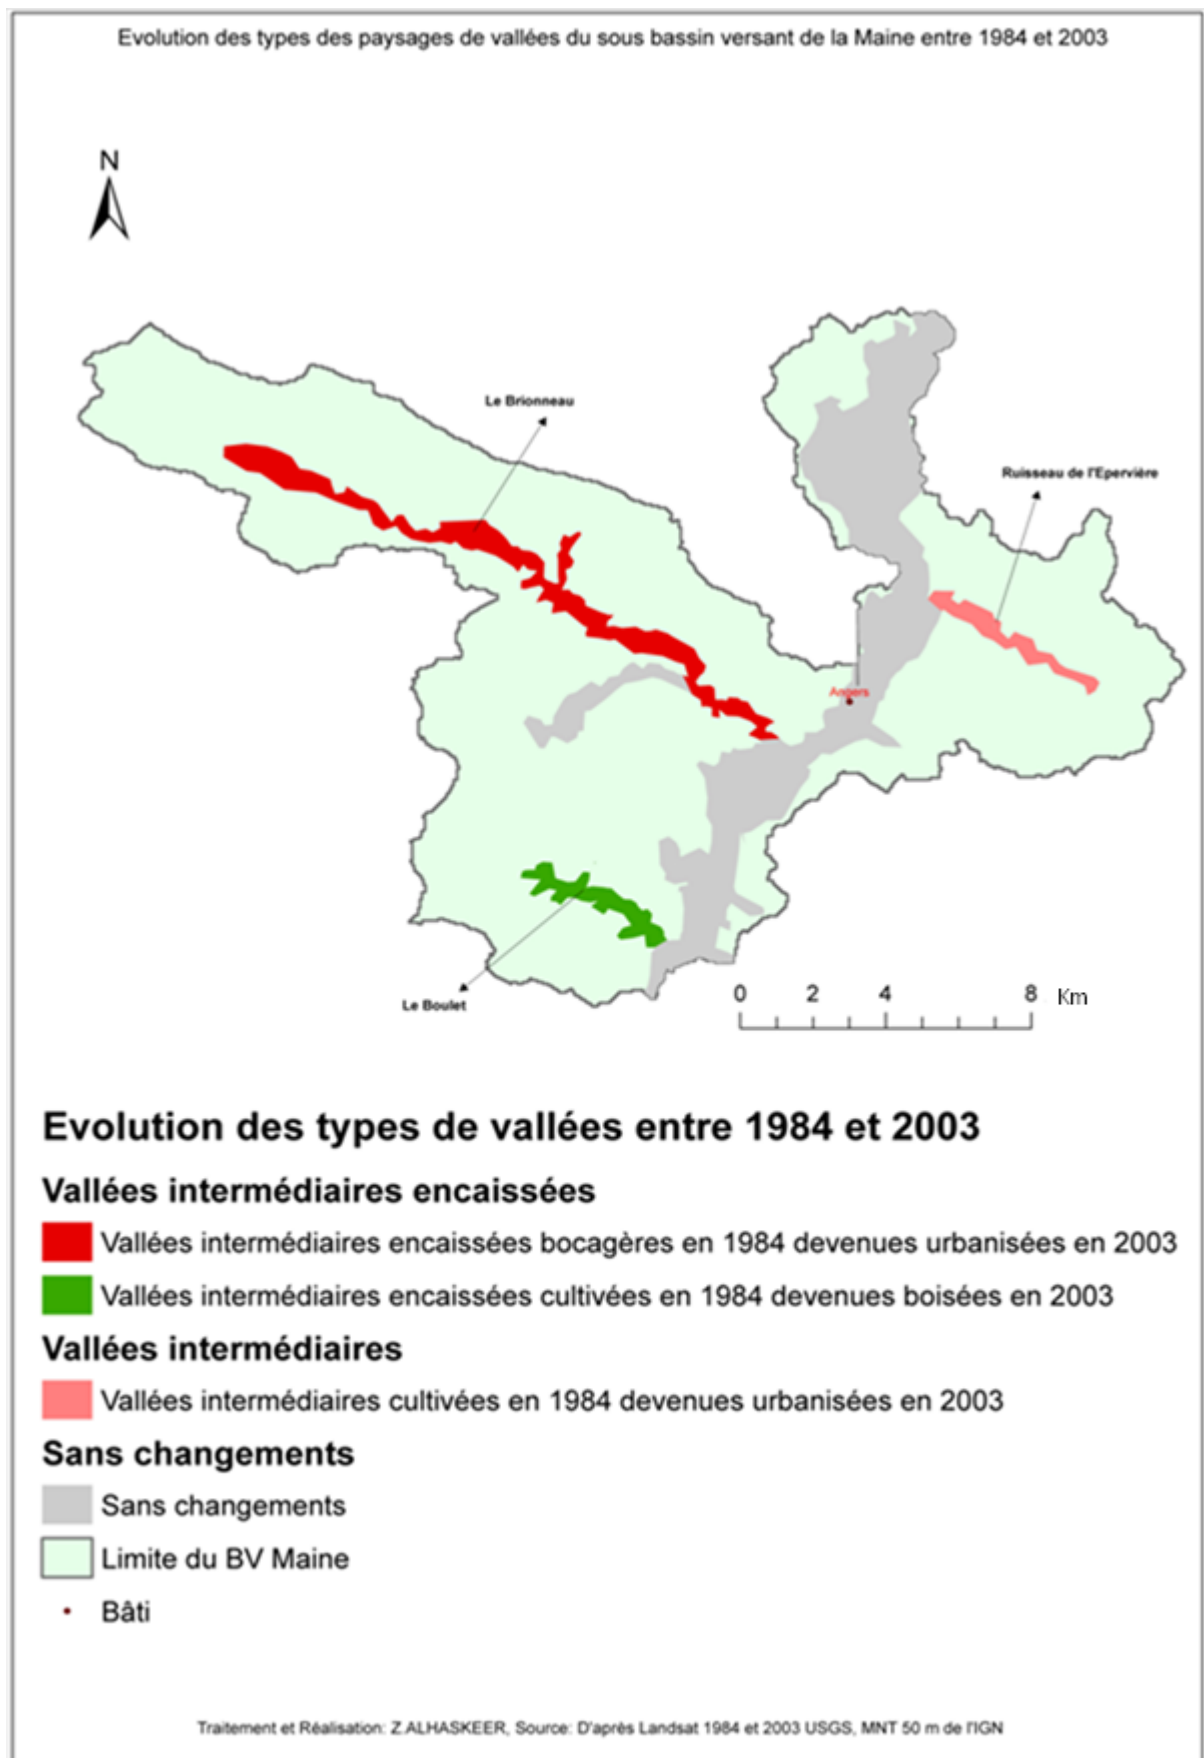 Evolution des types des paysages de vallées du sous bassin versant de la Maine entre 1984 et 2003
N
Le Brionneau
Ruisseau de l'Epervière
Angers
Le Boulet
0 2 4 8 Km
Evolution des types de vallées entre 1984 et 2003
Vallées intermédiaires encaissées
Vallées intermédiaires encaissées bocagères en 1984 devenues urbanisées en 2003
Vallées intermédiaires encaissées cultivées en 1984 devenues boisées en 2003
Vallées intermédiaires
Vallées intermédiaires cultivées en 1984 devenues urbanisées en 2003
Sans changements
Sans changements
Limite du BV Maine
Bâti
Traitement et Réalisation: Z.ALHASKEER, Source: D'après Landsat 1984 et 2003 USGS, MNT 50 m de l'IGN